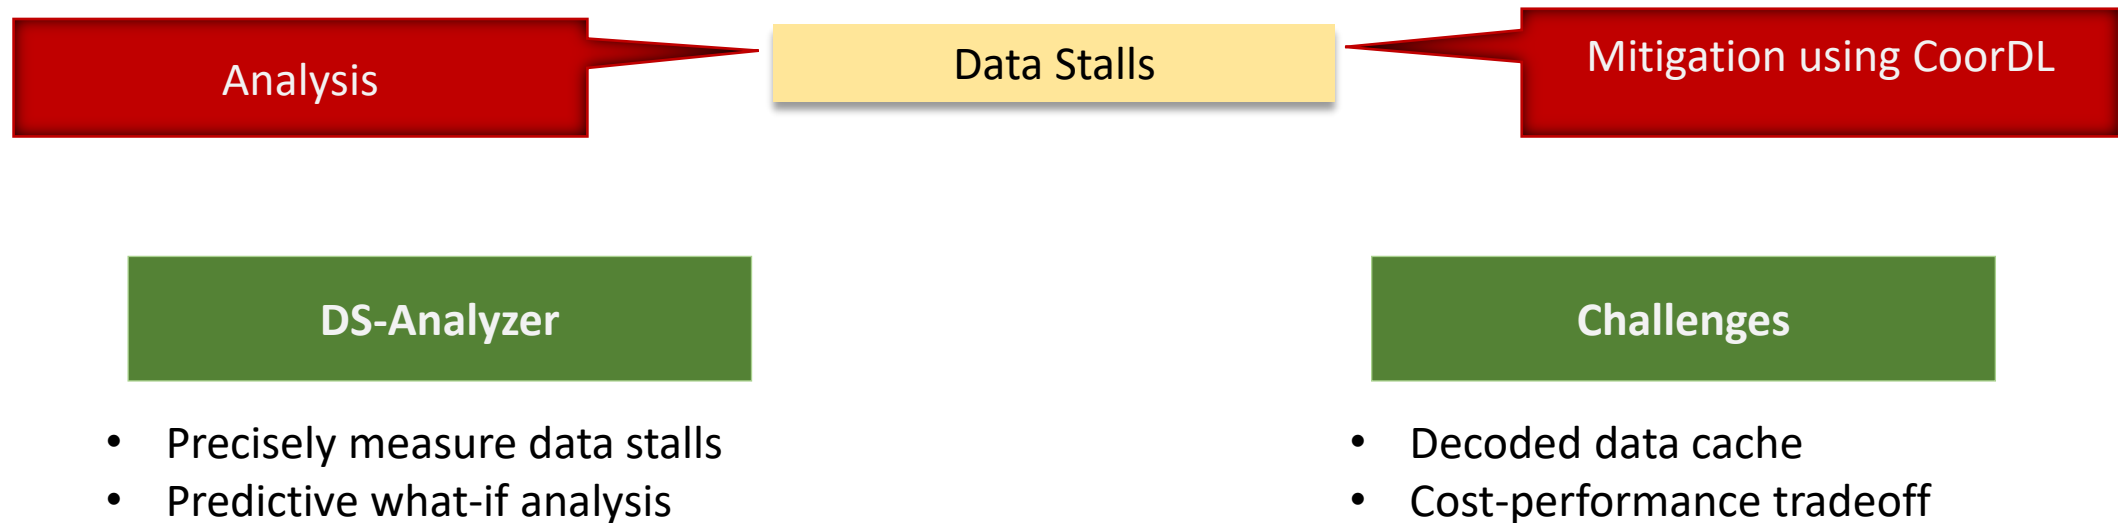 Analysis
Data Stalls
Mitigation using CoorDL
DS-Analyzer
• Precisely measure data stalls
• Predictive what-if analysis
Challenges
• Decoded data cache
• Cost-performance tradeoff